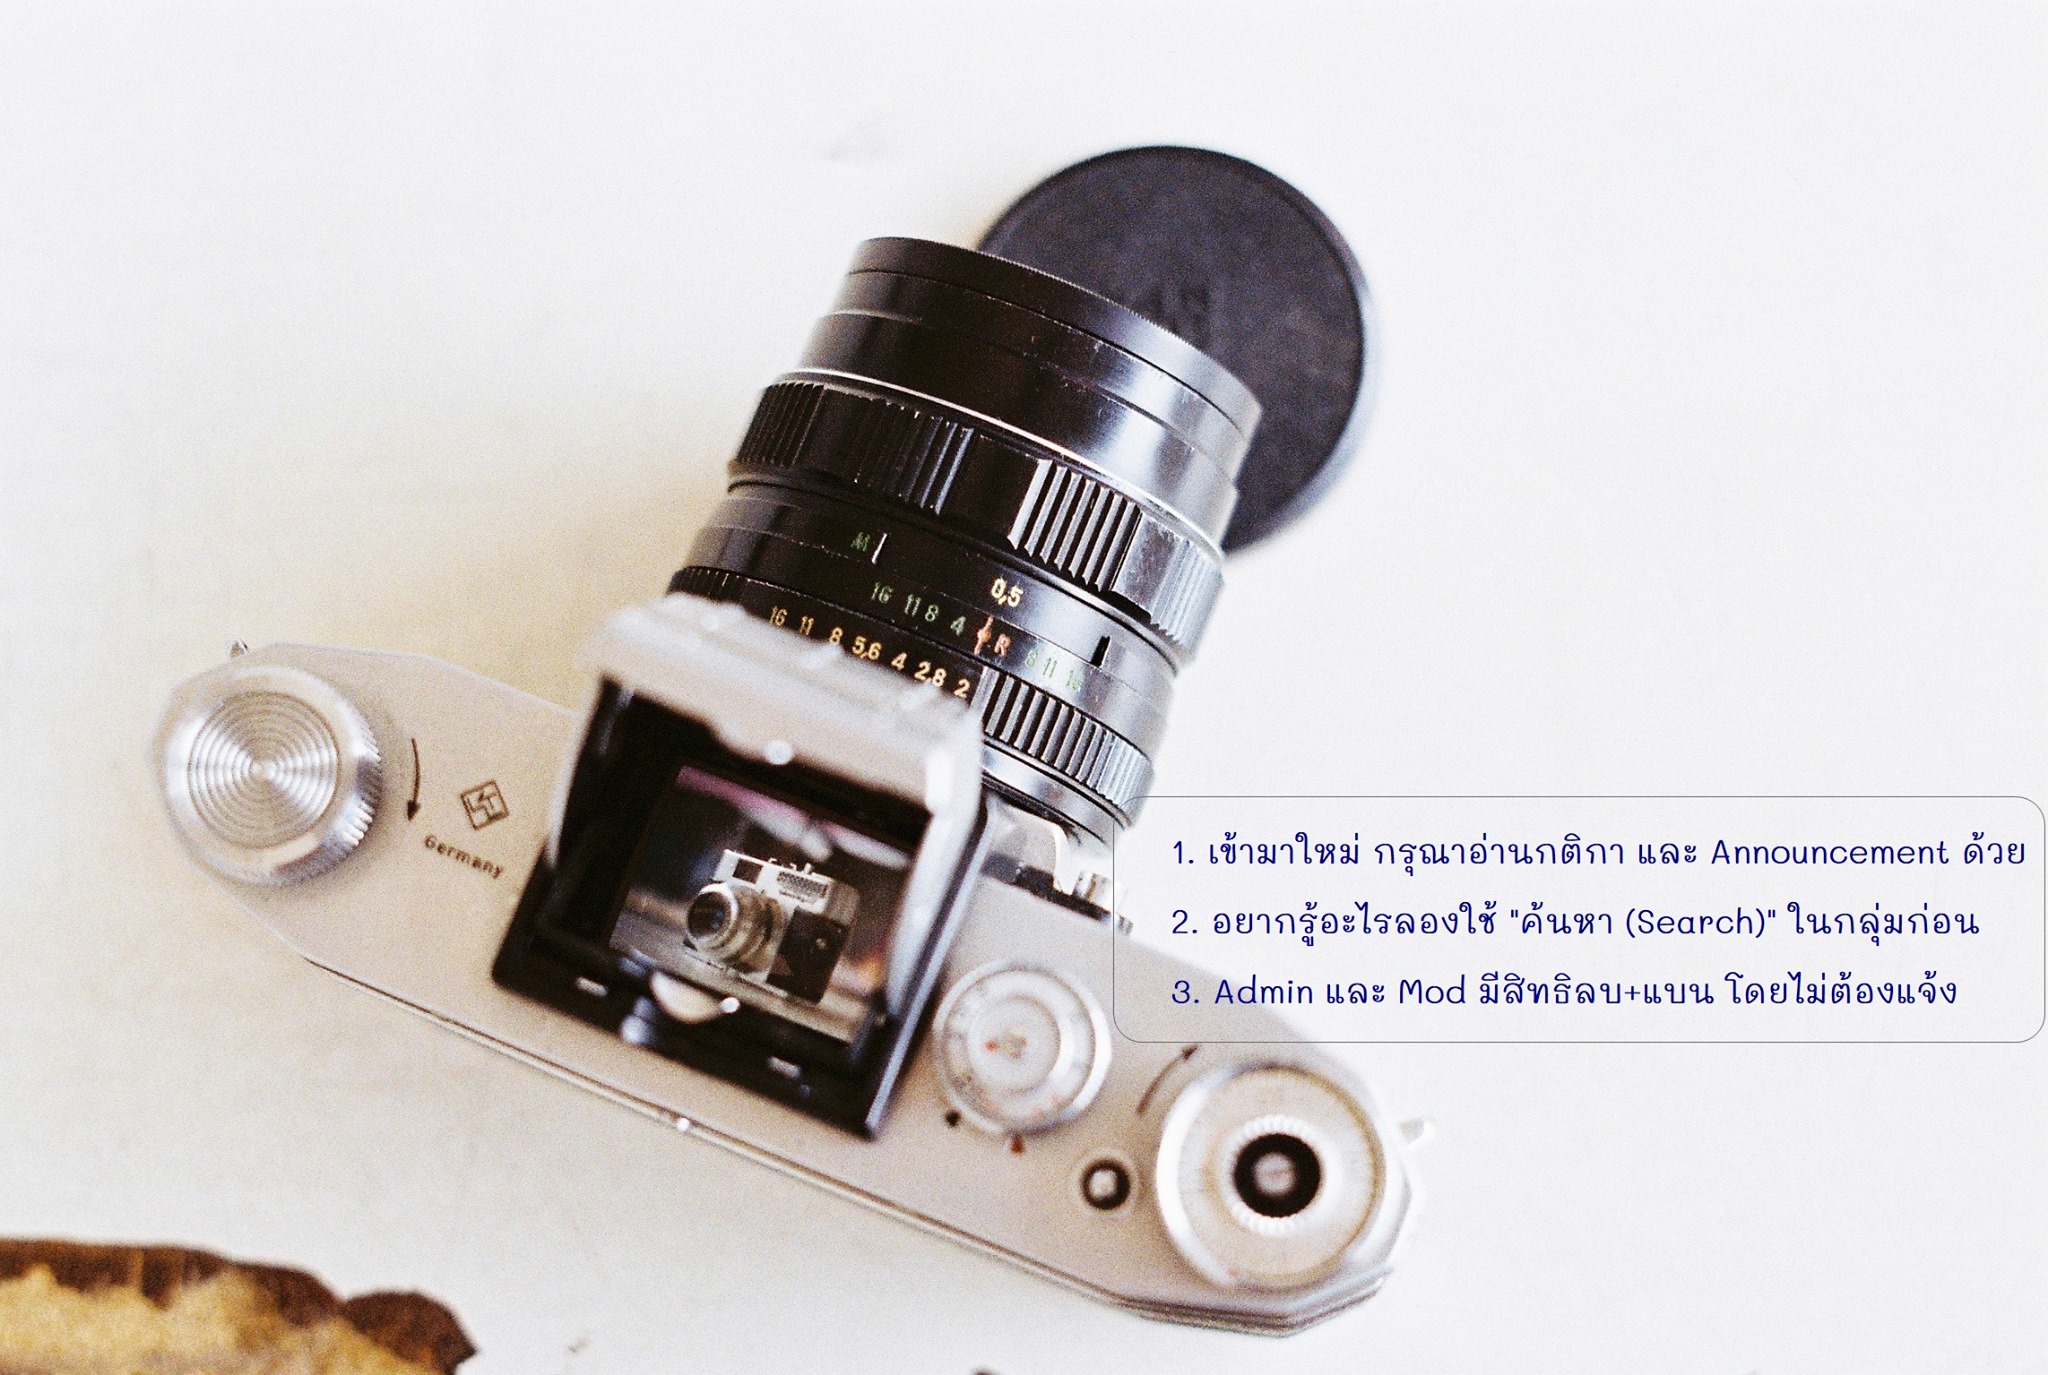 M
0,5
16 11 8 4 R 8 11 16
16 11 8 5,6 4 2,8 2
Germany
1. เข้ามาใหม่ กรุณาอ่านกติกา และ Announcement ด้วย
2. อยากรู้อะไรลองใช้ "ค้นหา (Search)" ในกลุ่มก่อน
3. Admin และ Mod มีสิทธิลบ+แบน โดยไม่ต้องแจ้ง